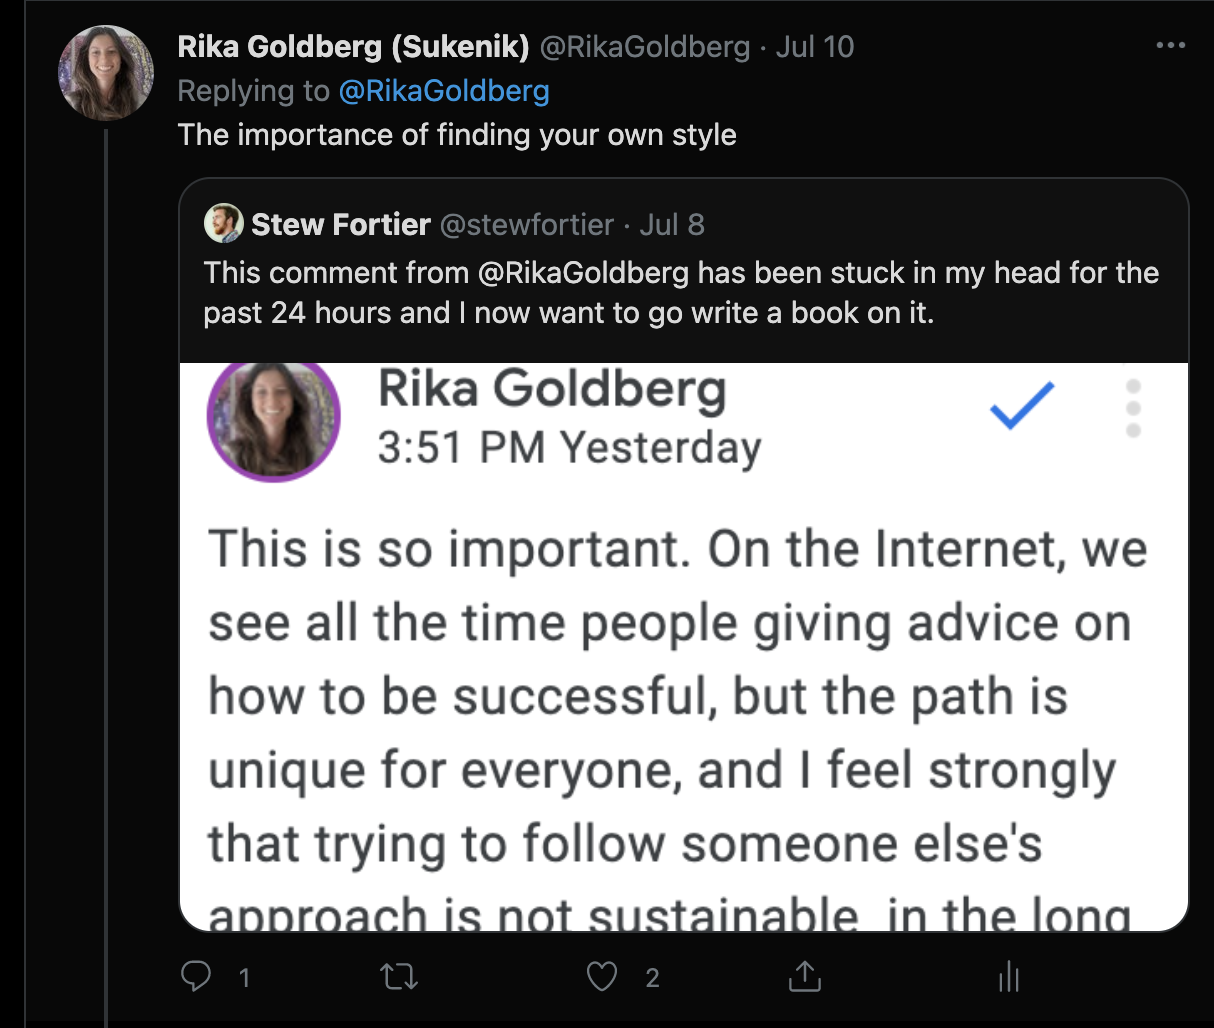 Rika Goldberg (Sukenik) @RikaGoldberg · Jul 10
Replying to @RikaGoldberg
The importance of finding your own style
Stew Fortier @stewfortier · Jul 8
This comment from @RikaGoldberg has been stuck in my head for the
past 24 hours and I now want to go write a book on it.
Rika Goldberg
3:51 PM Yesterday
This is so important. On the Internet, we
see all the time people giving advice on
how to be successful, but the path is
unique for everyone, and I feel strongly
that trying to follow someone else's
approach is not sustainable in the long
1 2